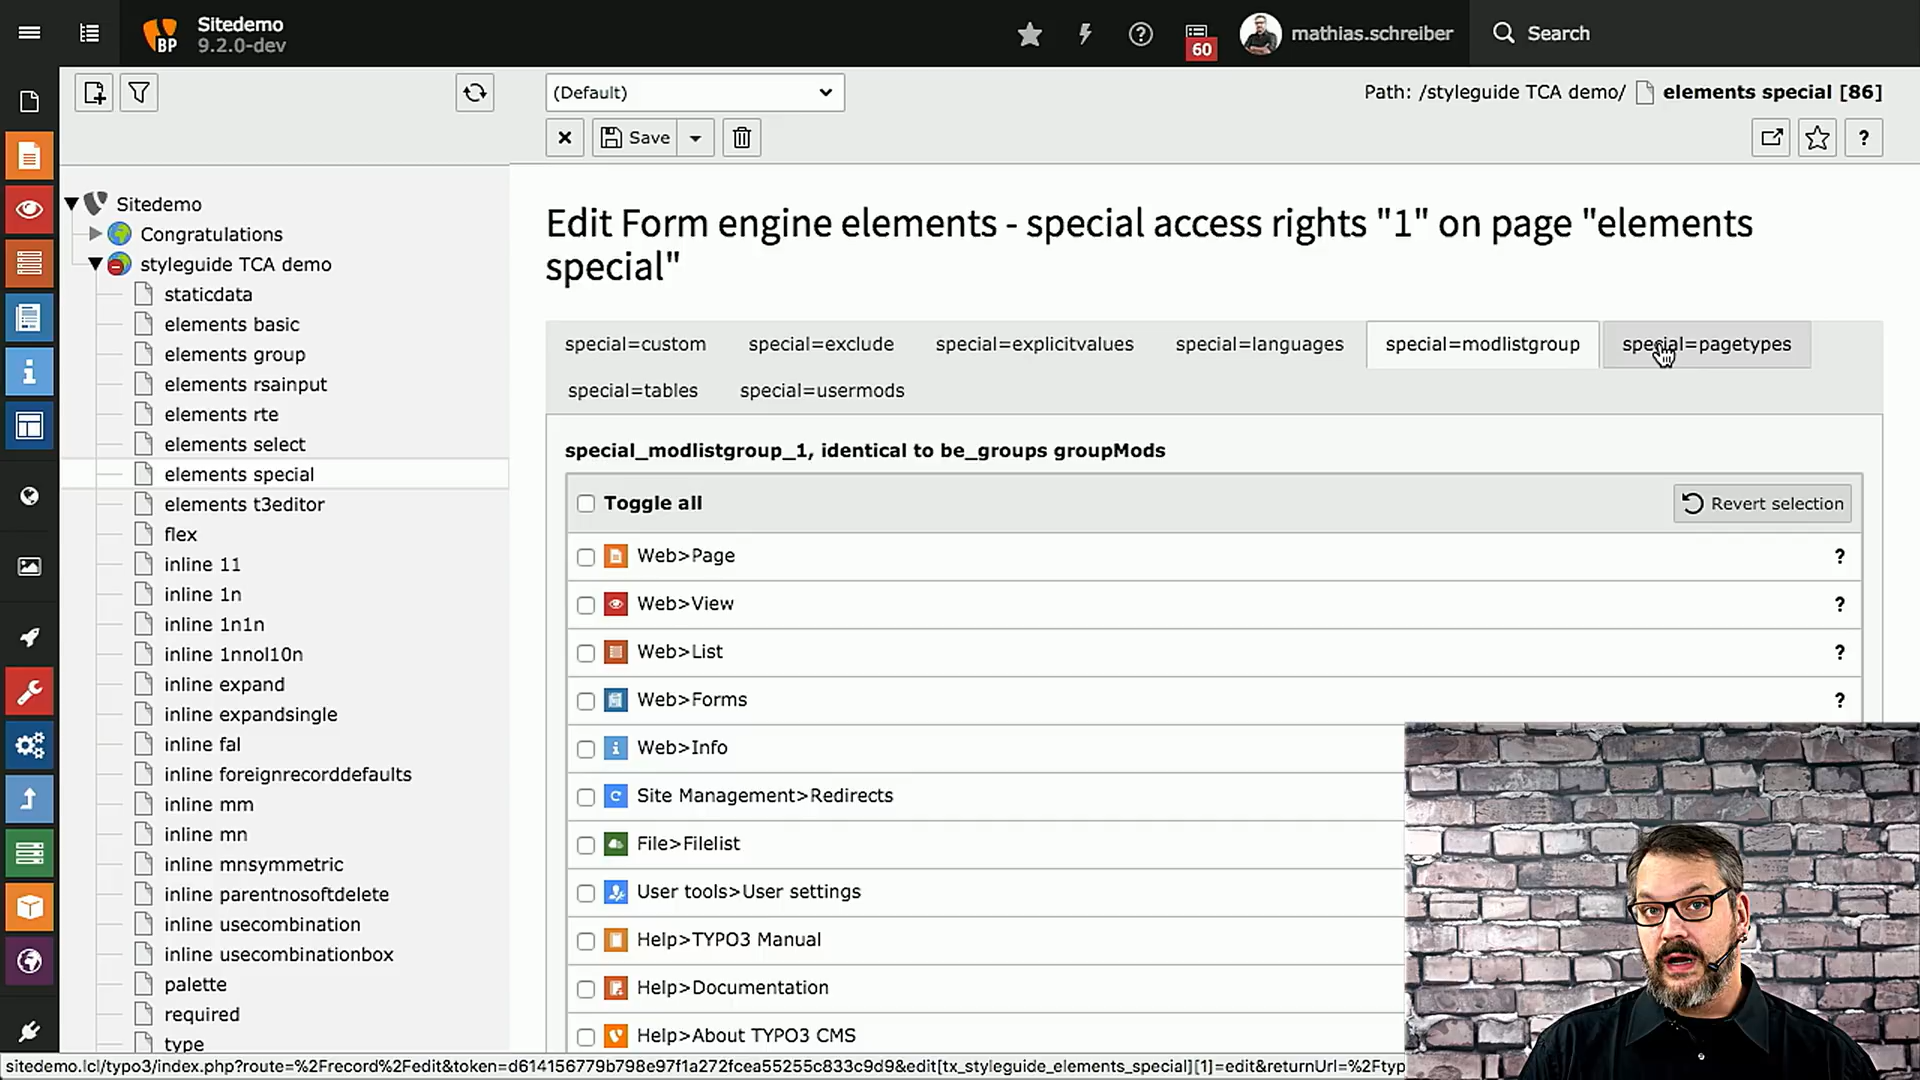 Sitedemo
9.2.0-dev
BP
60
mathias.schreiber
Search
(Default)
Path: /styleguide TCA demo/ elements special [86]
Save
?
Sitedemo
Congratulations
styleguide TCA demo
staticdata
elements basic
elements group
elements rsainput
elements rte
elements select
elements special
elements t3editor
flex
inline 11
inline 1n
inline 1n1n
inline 1nnol10n
inline expand
inline expandsingle
inline fal
inline foreignrecorddefaults
inline mm
inline mn
inline mnsymmetric
inline parentnosoftdelete
inline usecombination
inline usecombinationbox
palette
required
type
Edit Form engine elements - special access rights "1" on page "elements
special"
special=custom special=exclude special=explicitvalues special=languages special=modlistgroup special=pagetypes
special=tables special=usermods
special_modlistgroup_1, identical to be_groups groupMods
Toggle all Revert selection
Web>Page ?
Web>View ?
Web>List ?
Web>Forms ?
Web>Info
Site Management>Redirects
File>Filelist
User tools>User settings
Help>TYPO3 Manual
Help>Documentation
Help>About TYPO3 CMS
sitedemo.lcl/typo3/index.php?route=%2Frecord%2Fedit&token=d614156779b798e97f1a272fcea55255c833c9d9&edit[tx_styleguide_elements_special][1]=edit&returnUrl=%2Ftyp